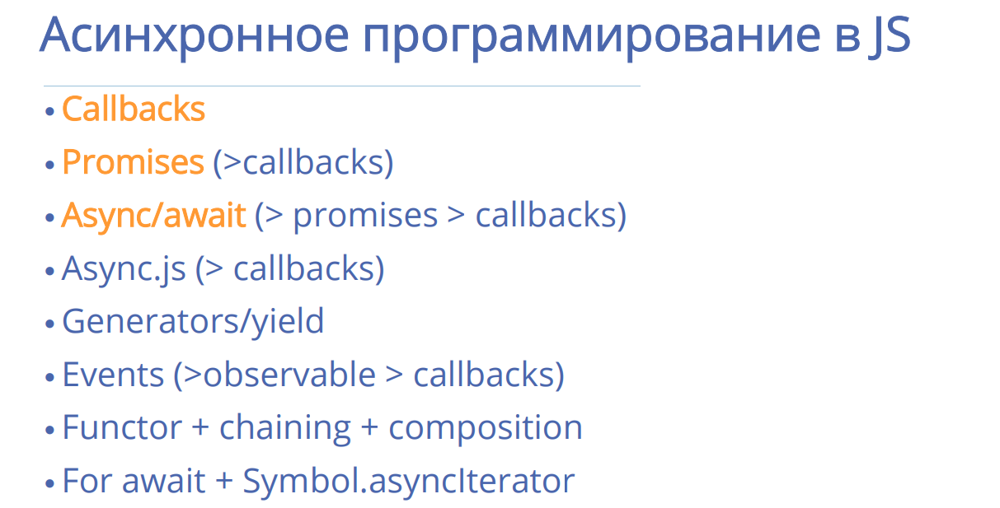 Асинхронное программирование в JS
• Callbacks
• Promises (>callbacks)
• Async/await (> promises > callbacks)
• Async.js (> callbacks)
• Generators/yield
• Events (>observable > callbacks)
• Functor + chaining + composition
• For await + Symbol.asyncIterator